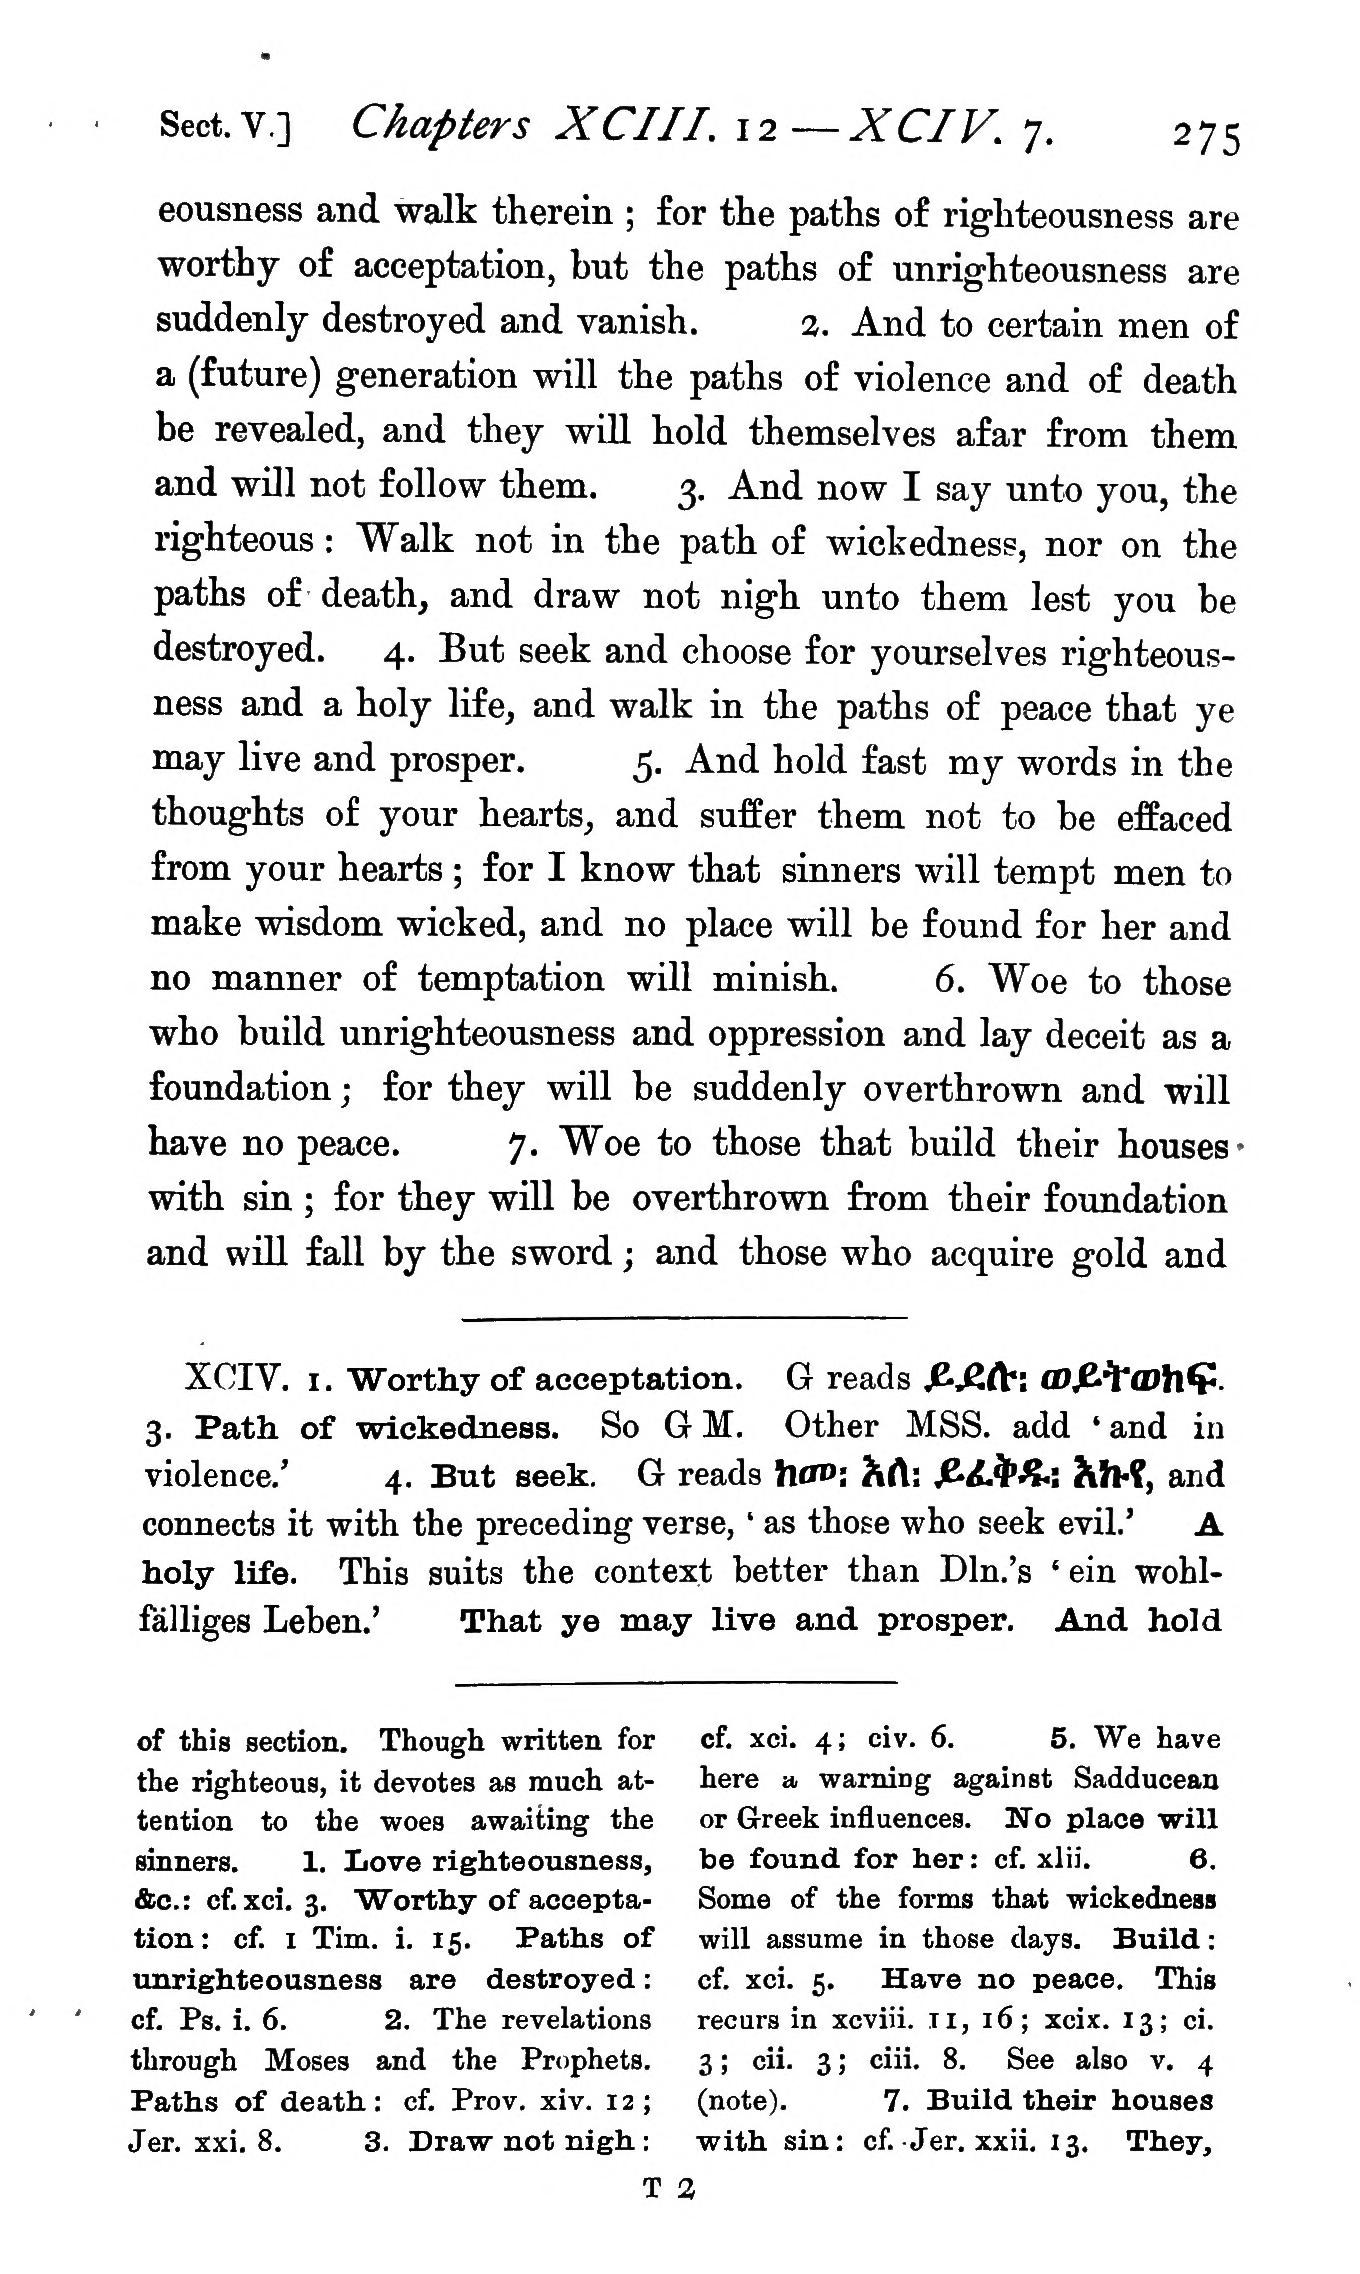 Sect. V.] Chapters XCIII. 12 — XCIV. 7. 275
eousness and walk therein ; for the paths of righteousness are
worthy of acceptation, but the paths of unrighteousness are
suddenly destroyed and vanish. 2. And to certain men of
a (future) generation will the paths of violence and of death
be revealed, and they will hold themselves afar from them
and will not follow them. 3. And now I say unto you, the
righteous : Walk not in the path of wickedness, nor on the
paths of death, and draw not nigh unto them lest you be
destroyed. 4. But seek and choose for yourselves righteous-
ness and a holy life, and walk in the paths of peace that ye
may live and prosper. 5. And hold fast my words in the
thoughts of your hearts, and suffer them not to be effaced
from your hearts ; for I know that sinners will tempt men to
make wisdom wicked, and no place will be found for her and
no manner of temptation will minish. 6. Woe to those
who build unrighteousness and oppression and lay deceit as a
foundation ; for they will be suddenly overthrown and will
have no peace. 7. Woe to those that build their houses
with sin ; for they will be overthrown from their foundation
and will fall by the sword ; and those who acquire gold and
XCIV. 1. Worthy of acceptation. G reads ይደሉ፡ ወይትወከፍ.
3. Path of wickedness. So G M. Other MSS. add ‘and in
violence.’ 4. But seek. G reads ከመ፡ እለ፡ ይፈቅዱ፡ እኩየ, and
connects it with the preceding verse, ‘as those who seek evil.’ A
holy life. This suits the context better than Dln.’s ‘ein wohl-
fälliges Leben.’ That ye may live and prosper. And hold
of this section. Though written for
the righteous, it devotes as much at-
tention to the woes awaiting the
sinners. 1. Love righteousness,
&c.: cf. xci. 3. Worthy of accepta-
tion: cf. 1 Tim. i. 15. Paths of
unrighteousness are destroyed:
cf. Ps. i. 6. 2. The revelations
through Moses and the Prophets.
Paths of death: cf. Prov. xiv. 12;
Jer. xxi. 8. 3. Draw not nigh:
cf. xci. 4; civ. 6. 5. We have
here a warning against Sadducean
or Greek influences. No place will
be found for her: cf. xlii. 6.
Some of the forms that wickedness
will assume in those days. Build:
cf. xci. 5. Have no peace. This
recurs in xcviii. 11, 16; xcix. 13; ci.
3; cii. 3; ciii. 8. See also v. 4
(note). 7. Build their houses
with sin: cf. Jer. xxii. 13. They,
T 2